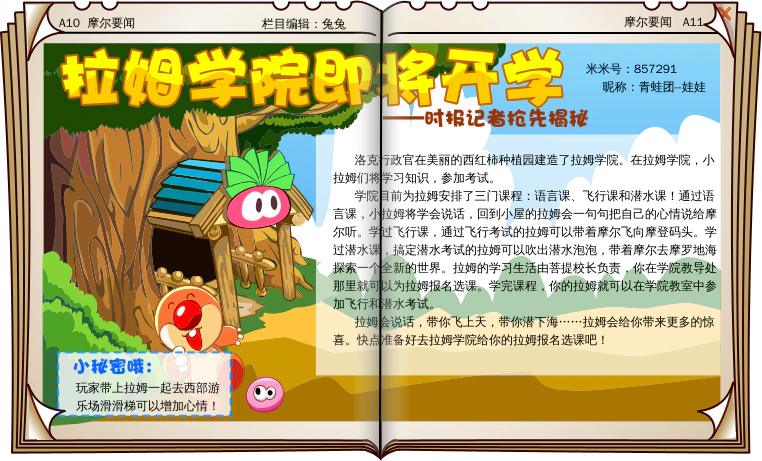 A10 摩尔要闻
栏目编辑：兔兔
摩尔要闻 A11
拉姆学院即将开学
——时报记者抢先揭秘
米米号：857291
昵称：青蛙团--娃娃
洛克行政官在美丽的西红柿种植园建造了拉姆学院。在拉姆学院，小
拉姆们将学习知识，参加考试。
学院目前为拉姆安排了三门课程：语言课、飞行课和潜水课！通过语
言课，小拉姆将学会说话，回到小屋的拉姆会一句句把自己的心情说给摩
尔听。学过飞行课，通过飞行考试的拉姆可以带着摩尔飞向摩登码头。学
过潜水课，搞定潜水考试的拉姆可以吹出潜水泡泡，带着摩尔去摩罗地海
探索一个全新的世界。拉姆的学习生活由菩提校长负责，你在学院教导处
那里就可以为拉姆报名选课。学完课程，你的拉姆就可以在学院教室中参
加飞行和潜水考试。
拉姆会说话，带你飞上天，带你潜下海……拉姆会给你带来更多的惊
喜。快点准备好去拉姆学院给你的拉姆报名选课吧！
小秘密哦：
玩家带上拉姆一起去西部游
乐场滑滑梯可以增加心情！